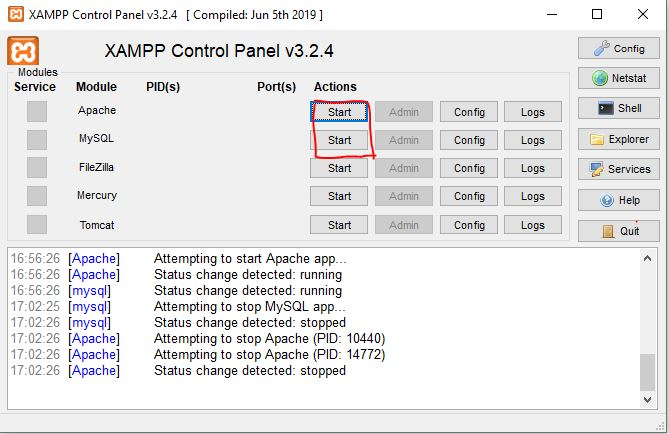 XAMPP Control Panel v3.2.4 [ Compiled: Jun 5th 2019 ]
XAMPP Control Panel v3.2.4
Config
Modules
Service Module PID(s) Port(s) Actions
Netstat
Apache Start Admin Config Logs
Shell
MySQL Start Admin Config Logs
Explorer
FileZilla Start Admin Config Logs
Services
Mercury Start Admin Config Logs
Help
Tomcat Start Admin Config Logs
Quit
16:56:26 [Apache] Attempting to start Apache app...
16:56:26 [Apache] Status change detected: running
16:56:26 [mysql] Status change detected: running
17:02:25 [mysql] Attempting to stop MySQL app...
17:02:26 [mysql] Status change detected: stopped
17:02:26 [Apache] Attempting to stop Apache (PID: 10440)
17:02:26 [Apache] Attempting to stop Apache (PID: 14772)
17:02:26 [Apache] Status change detected: stopped